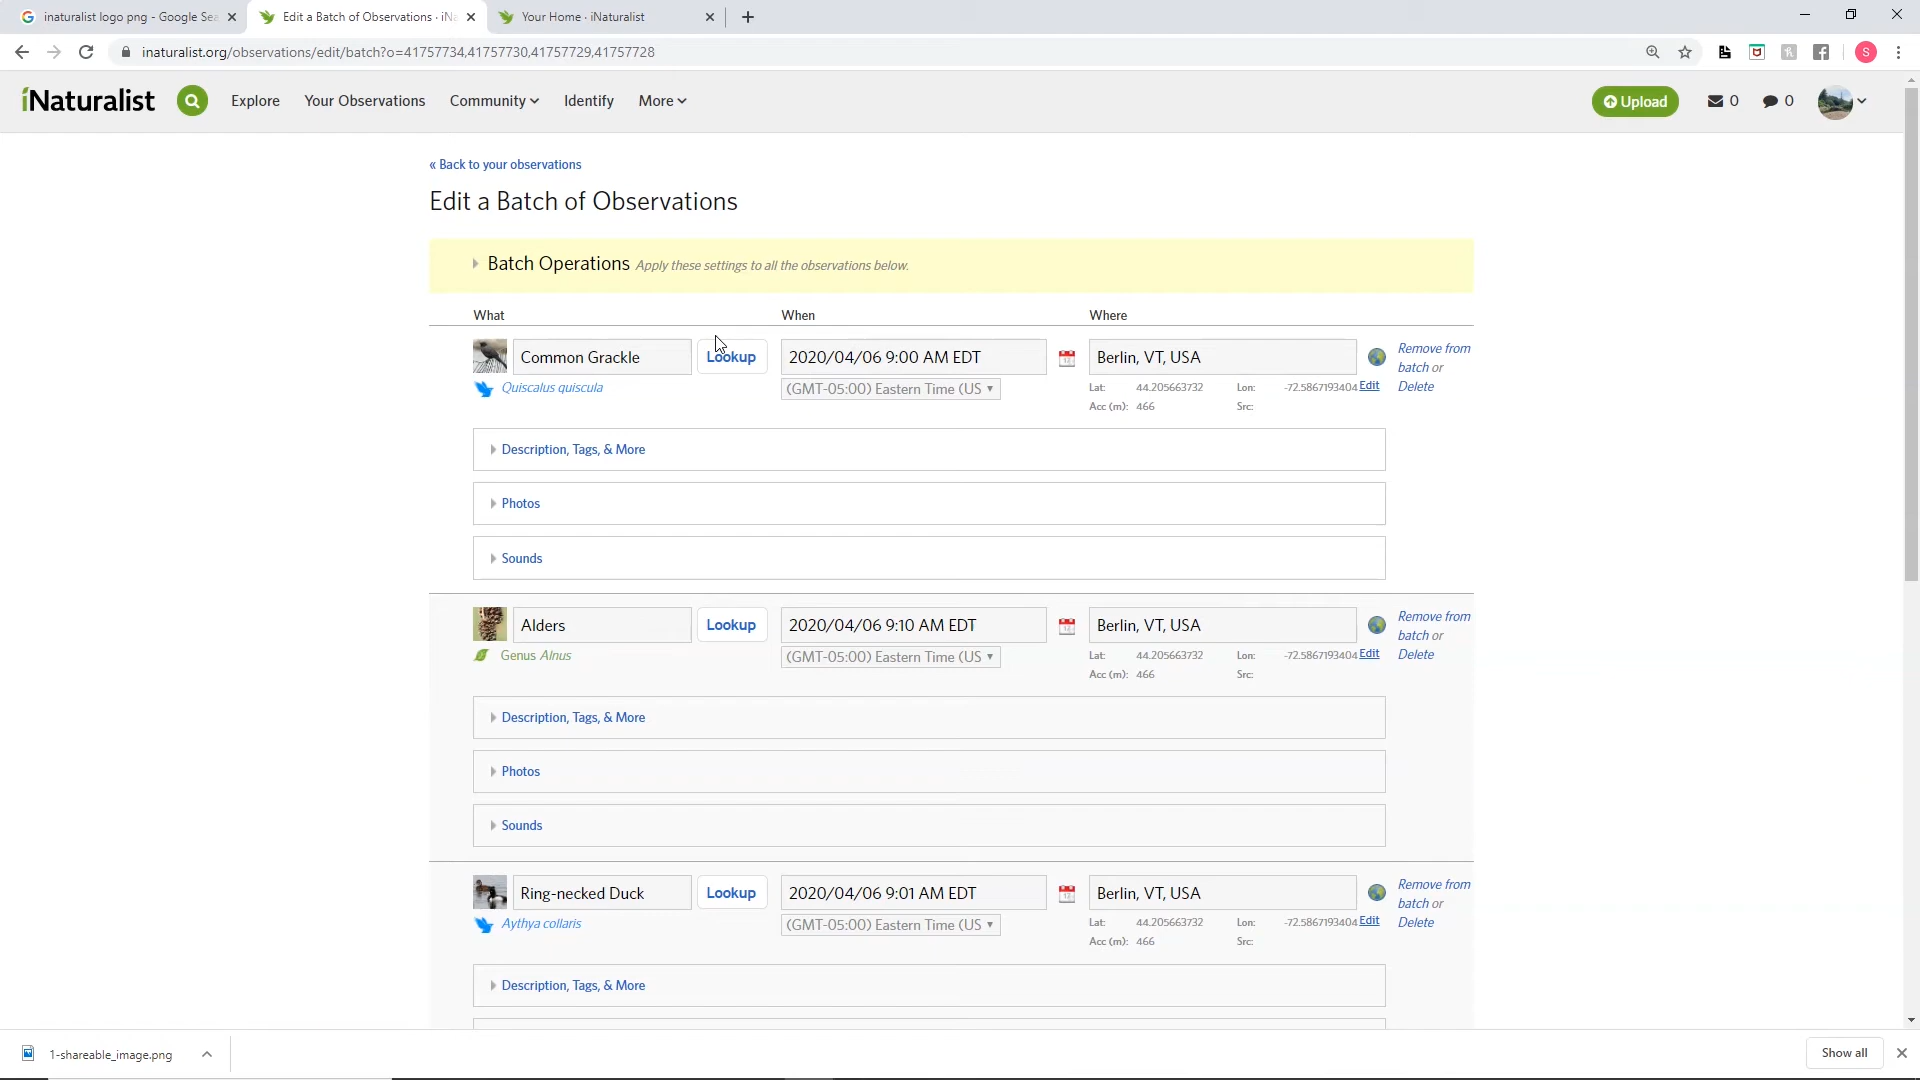 inaturalist logo png - Google Sea
Edit a Batch of Observations · iNa
Your Home · iNaturalist
inaturalist.org/observations/edit/batch?o=41757734,41757730,41757729,41757728
S
iNaturalist Explore Your Observations Community Identify More Upload 0 0
« Back to your observations
Edit a Batch of Observations
Batch Operations Apply these settings to all the observations below.
What When Where
Common Grackle Lookup 2020/04/06 9:00 AM EDT Berlin, VT, USA Remove from
batch or
Quiscalus quiscula (GMT-05:00) Eastern Time (US Lat: 44.205663732 Lon: -72.5867193404 Edit Delete
Acc (m): 466 Src:
Description, Tags, & More
Photos
Sounds
Alders Lookup 2020/04/06 9:10 AM EDT Berlin, VT, USA Remove from
batch or
Genus Alnus (GMT-05:00) Eastern Time (US Lat: 44.205663732 Lon: -72.5867193404 Edit Delete
Acc (m): 466 Src:
Description, Tags, & More
Photos
Sounds
Ring-necked Duck Lookup 2020/04/06 9:01 AM EDT Berlin, VT, USA Remove from
batch or
Aythya collaris (GMT-05:00) Eastern Time (US Lat: 44.205663732 Lon: -72.5867193404 Edit Delete
Acc (m): 466 Src:
Description, Tags, & More
1-shareable_image.png Show all